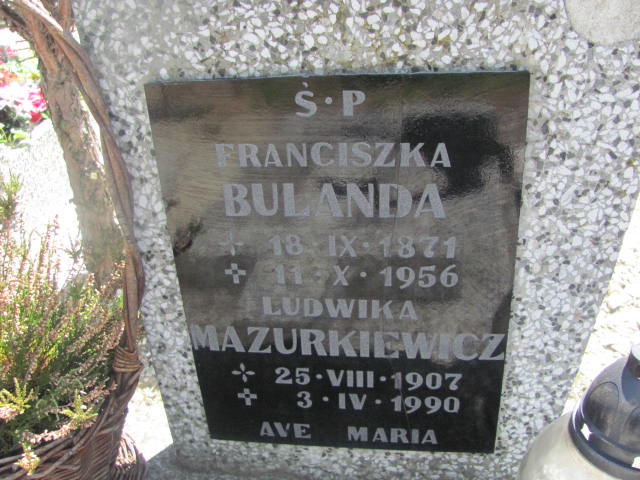 Ś·P
FRANCISZKA
BULANDA
18·IX·1871
11·X·1956
LUDWIKA
MAZURKIEWICZ
25·VIII·1907
3·IV·1990
AVE MARIA